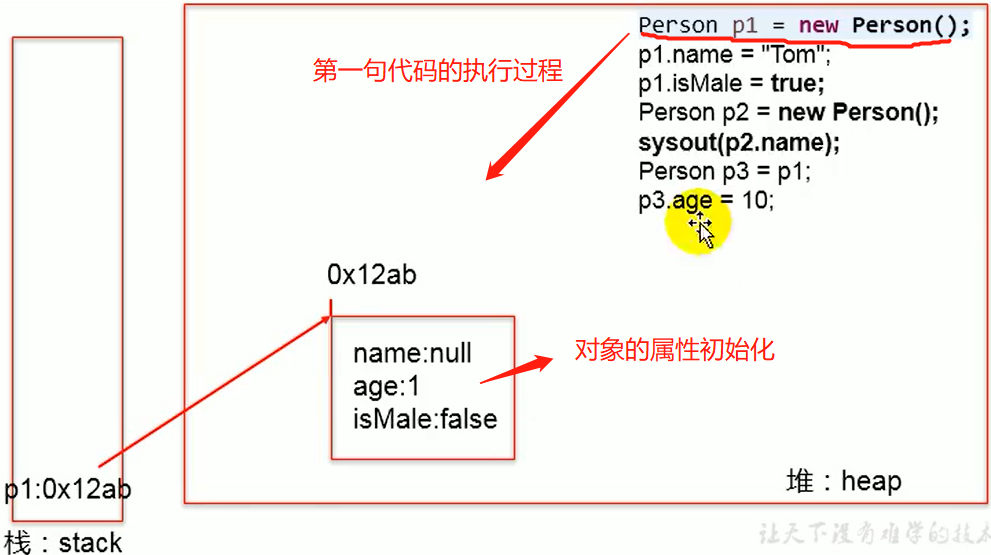 Person p1 = new Person();
p1.name = "Tom";
p1.isMale = true;
Person p2 = new Person();
sysout(p2.name);
Person p3 = p1;
p3.age = 10;
第一句代码的执行过程
0x12ab
name:null
age:1
isMale:false
对象的属性初始化
p1:0x12ab
堆：heap
栈：stack
让天下没有难学的技术